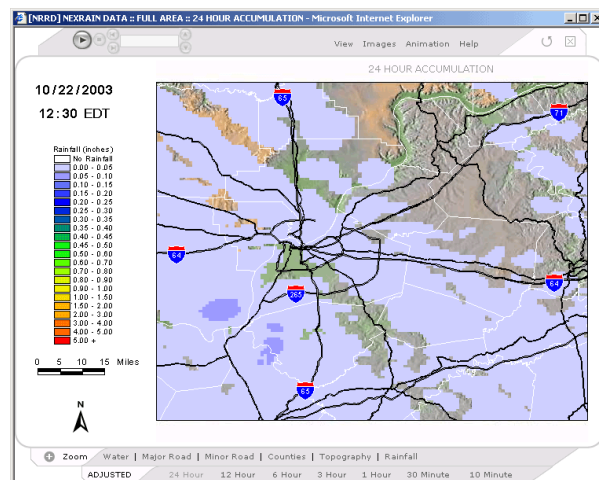 [NRRD] NEXRAIN DATA :: FULL AREA :: 24 HOUR ACCUMULATION - Microsoft Internet Explorer
View Images Animation Help
24 HOUR ACCUMULATION
10/22/2003
12:30 EDT
Rainfall (inches)
No Rainfall
0.00 - 0.05
0.05 - 0.10
0.10 - 0.15
0.15 - 0.20
0.20 - 0.25
0.25 - 0.30
0.30 - 0.35
0.35 - 0.40
0.40 - 0.45
0.45 - 0.50
0.50 - 0.60
0.60 - 0.70
0.70 - 0.80
0.80 - 0.90
0.90 - 1.00
1.00 - 1.50
1.50 - 2.00
2.00 - 3.00
3.00 - 4.00
4.00 - 5.00
5.00 +
0 5 10 15 Miles
N
65
71
64
64
265
65
Zoom Water | Major Road | Minor Road | Counties | Topography | Rainfall
ADJUSTED 24 Hour 12 Hour 6 Hour 3 Hour 1 Hour 30 Minute 10 Minute